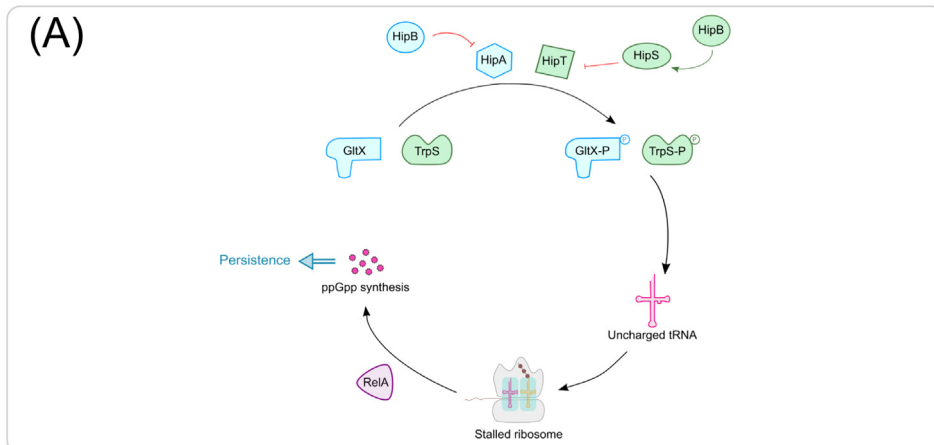 (A)
HipB
HipA
HipT
HipS
HipB
GltX
TrpS
GltX-P
P
TrpS-P
P
Persistence
ppGpp synthesis
Uncharged tRNA
RelA
Stalled ribosome